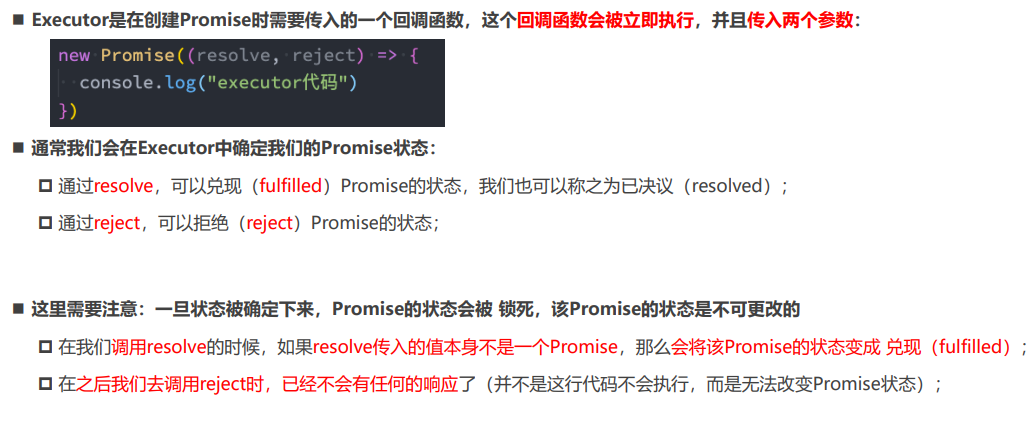 ■ Executor是在创建Promise时需要传入的一个回调函数，这个回调函数会被立即执行，并且传入两个参数：
new Promise((resolve, reject) => {
  console.log("executor代码")
})
■ 通常我们会在Executor中确定我们的Promise状态：
通过resolve，可以兑现（fulfilled）Promise的状态，我们也可以称之为已决议（resolved）；
通过reject，可以拒绝（reject）Promise的状态；
■ 这里需要注意：一旦状态被确定下来，Promise的状态会被 锁死，该Promise的状态是不可更改的
在我们调用resolve的时候，如果resolve传入的值本身不是一个Promise，那么会将该Promise的状态变成 兑现（fulfilled）；
在之后我们去调用reject时，已经不会有任何的响应了（并不是这行代码不会执行，而是无法改变Promise状态）；